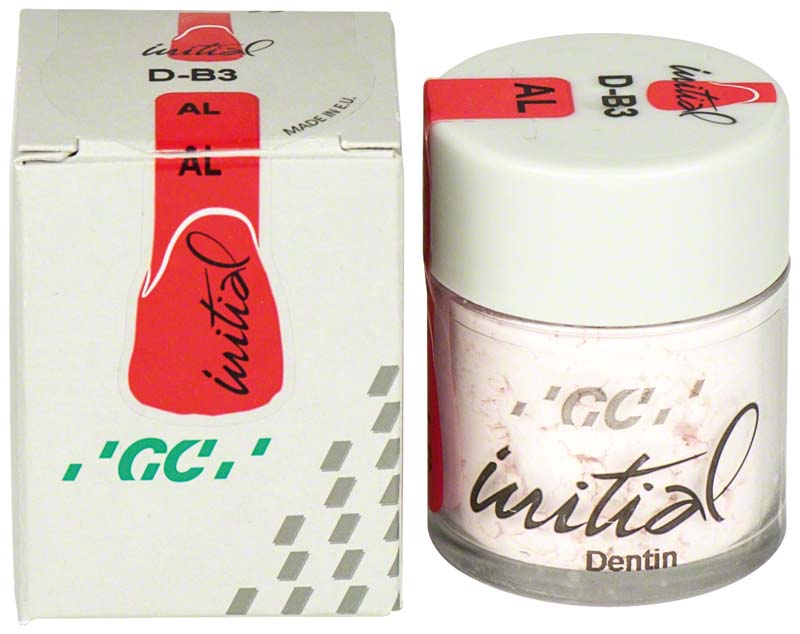 initial
D-B3
AL
MADE IN E.U.
AL
initial
GC
AL
D-B3
initial
GC
initial
Dentin